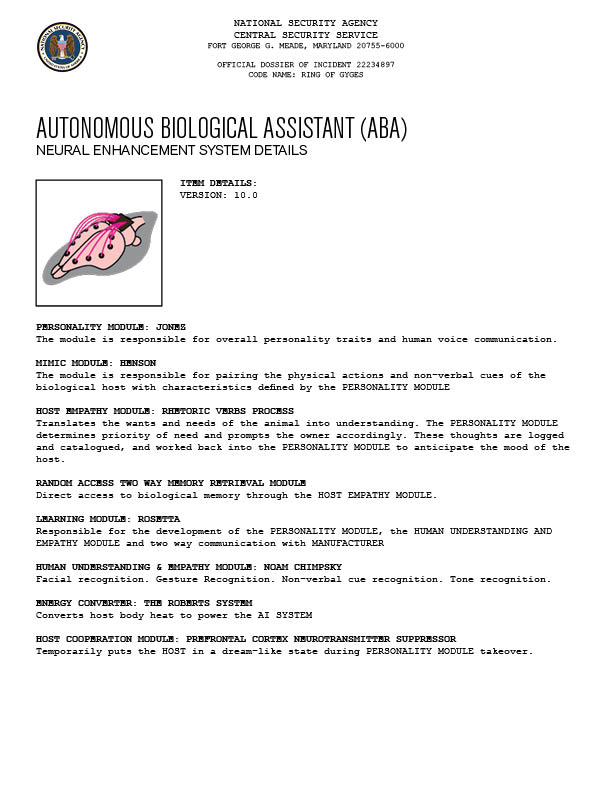 NATIONAL SECURITY AGENCY
CENTRAL SECURITY SERVICE
FORT GEORGE G. MEADE, MARYLAND 20755-6000
OFFICIAL DOSSIER OF INCIDENT 22234897
CODE NAME: RING OF GYGES
AUTONOMOUS BIOLOGICAL ASSISTANT (ABA)
NEURAL ENHANCEMENT SYSTEM DETAILS
ITEM DETAILS:
VERSION: 10.0
PERSONALITY MODULE: JONEZ
The module is responsible for overall personality traits and human voice communication.
MIMIC MODULE: HENSON
The module is responsible for pairing the physical actions and non-verbal cues of the
biological host with characteristics defined by the PERSONALITY MODULE
HOST EMPATHY MODULE: RHETORIC VERBS PROCESS
Translates the wants and needs of the animal into understanding. The PERSONALITY MODULE
determines priority of need and prompts the owner accordingly. These thoughts are logged
and catalogued, and worked back into the PERSONALITY MODULE to anticipate the mood of the
host.
RANDOM ACCESS TWO WAY MEMORY RETRIEVAL MODULE
Direct access to biological memory through the HOST EMPATHY MODULE.
LEARNING MODULE: ROSETTA
Responsible for the development of the PERSONALITY MODULE, the HUMAN UNDERSTANDING AND
EMPATHY MODULE and two way communication with MANUFACTURER
HUMAN UNDERSTANDING & EMPATHY MODULE: NOAM CHIMPSKY
Facial recognition. Gesture Recognition. Non-verbal cue recognition. Tone recognition.
ENERGY CONVERTER: THE ROBERTS SYSTEM
Converts host body heat to power the AI SYSTEM
HOST COOPERATION MODULE: PREFRONTAL CORTEX NEUROTRANSMITTER SUPPRESSOR
Temporarily puts the HOST in a dream-like state during PERSONALITY MODULE takeover.